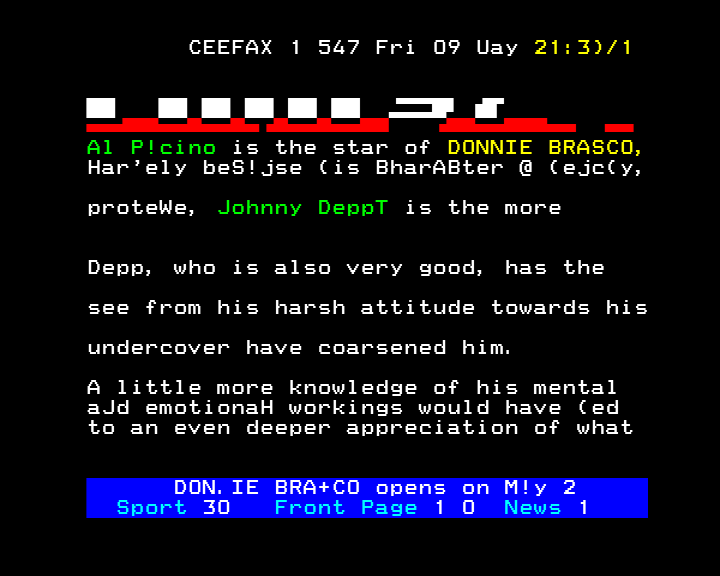 CEEFAX 1 547 Fri 09 Uay 21:3)/1
Al P!cino is the star of DONNIE BRASCO,
Har'ely beS!jse (is BharABter @ (ejc(y,
proteWe, Johnny DeppT is the more
Depp, who is also very good, has the
see from his harsh attitude towards his
undercover have coarsened him.
A little more knowledge of his mental
aJd emotionaH workings would have (ed
to an even deeper appreciation of what
DON.IE BRA+CO opens on M!y 2
Sport 30 Front Page 1 0 News 1